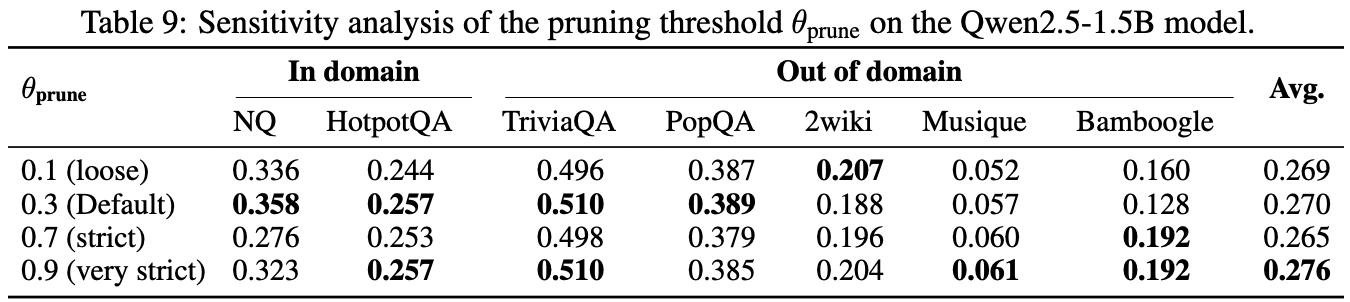 Table 9: Sensitivity analysis of the pruning threshold θprune on the Qwen2.5-1.5B model.
θprune In domain Out of domain Avg.
NQ HotpotQA TriviaQA PopQA 2wiki Musique Bamboogle
0.1 (loose) 0.336 0.244 0.496 0.387 0.207 0.052 0.160 0.269
0.3 (Default) 0.358 0.257 0.510 0.389 0.188 0.057 0.128 0.270
0.7 (strict) 0.276 0.253 0.498 0.379 0.196 0.060 0.192 0.265
0.9 (very strict) 0.323 0.257 0.510 0.385 0.204 0.061 0.192 0.276